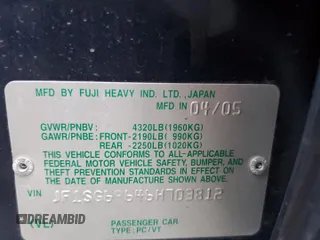 MFD BY FUJI HEAVY IND. LTD., JAPAN
MFD IN 04/05
GVWR/PNBV : 4320LB(1960KG)
GAWR/PNBE:FRONT-2190LB( 990KG)
REAR -2250LB(1020KG)
THIS VEHICLE CONFORMS TO ALL APPLICABLE
FEDERAL MOTOR VEHICLE SAFETY, BUMPER, AND
THEFT PREVENTION STANDARDS IN EFFECT ON THE
DATE OF MANUFACTURE SHOWN ABOVE.
VIN
PASSENGER CAR
TYPE:PC/VT
DREAMBID